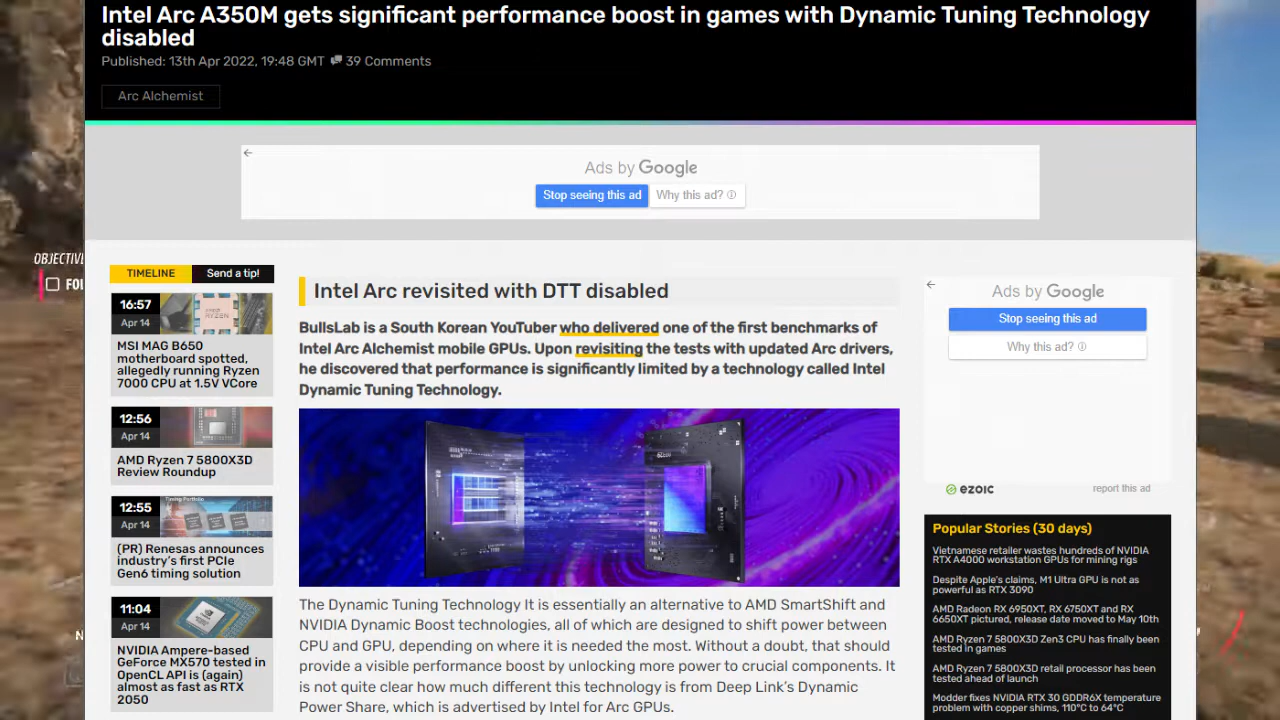 Intel Arc A350M gets significant performance boost in games with Dynamic Tuning Technology
disabled
Published: 13th Apr 2022, 19:48 GMT 39 Comments
Arc Alchemist
Ads by Google
Stop seeing this ad Why this ad?
OBJECTIVE
FOL
TIMELINE Send a tip!
16:57
Apr 14
RYZEN
MSI MAG B650
motherboard spotted,
allegedly running Ryzen
7000 CPU at 1.5V VCore
12:56
Apr 14
AMD Ryzen 7 5800X3D
Review Roundup
12:55
Apr 14
Timing Portfolio
(PR) Renesas announces
industry's first PCIe
Gen6 timing solution
11:04
Apr 14
NVIDIA Ampere-based
GeForce MX570 tested in
OpenCL API is (again)
almost as fast as RTX
2050
Intel Arc revisited with DTT disabled
BullsLab is a South Korean YouTuber who delivered one of the first benchmarks of
Intel Arc Alchemist mobile GPUs. Upon revisiting the tests with updated Arc drivers,
he discovered that performance is significantly limited by a technology called Intel
Dynamic Tuning Technology.
The Dynamic Tuning Technology It is essentially an alternative to AMD SmartShift and
NVIDIA Dynamic Boost technologies, all of which are designed to shift power between
CPU and GPU, depending on where it is needed the most. Without a doubt, that should
provide a visible performance boost by unlocking more power to crucial components. It
is not quite clear how much different this technology is from Deep Link's Dynamic
Power Share, which is advertised by Intel for Arc GPUs.
Ads by Google
Stop seeing this ad
Why this ad?
ezoic report this ad
Popular Stories (30 days)
Vietnamese retailer wastes hundreds of NVIDIA
RTX A4000 workstation GPUs for mining rigs
Despite Apple's claims, M1 Ultra GPU is not as
powerful as RTX 3090
AMD Radeon RX 6950XT, RX 6750XT and RX
6650XT pictured, release date moved to May 10th
AMD Ryzen 7 5800X3D Zen3 CPU has finally been
tested in games
AMD Ryzen 7 5800X3D retail processor has been
tested ahead of launch
Modder fixes NVIDIA RTX 30 GDDR6X temperature
problem with copper shims, 110°C to 64°C